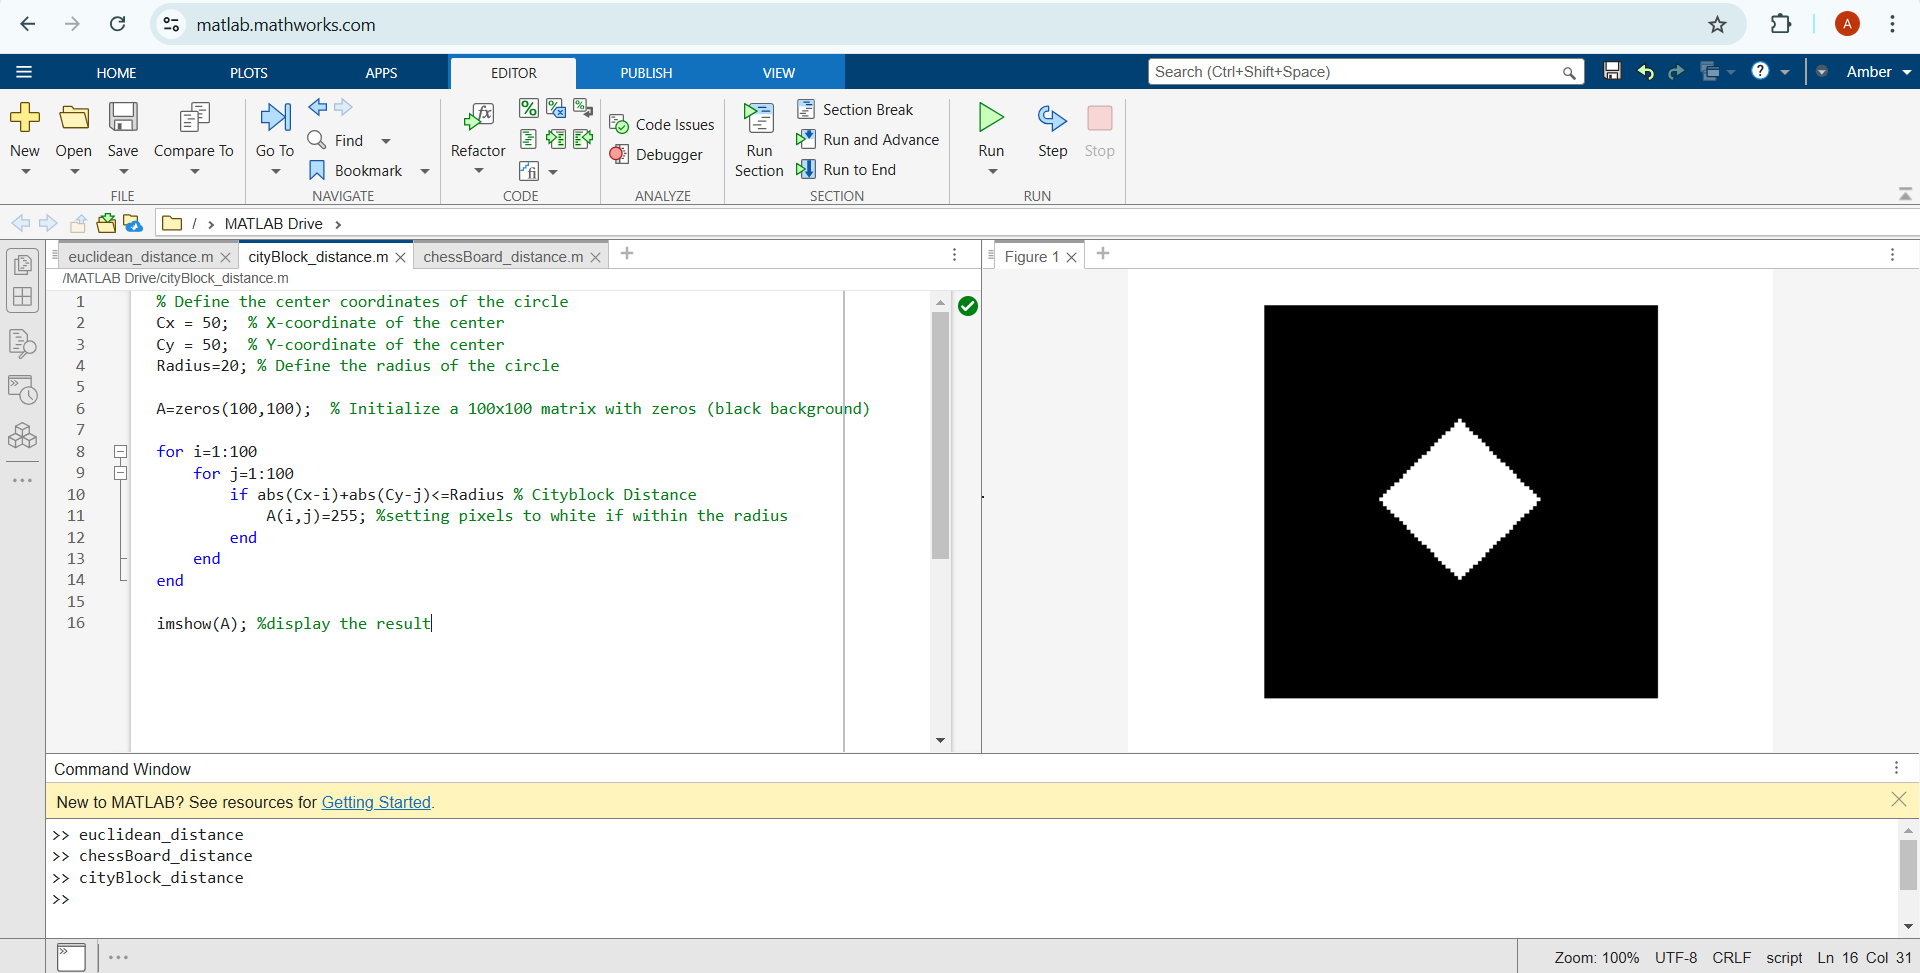 matlab.mathworks.com
A
HOME PLOTS APPS EDITOR PUBLISH VIEW
Search (Ctrl+Shift+Space)
Amber
New Open Save Compare To
FILE
Go To Find Bookmark
NAVIGATE
Refactor
CODE
Code Issues
Debugger
ANALYZE
Run Section
Section Break
Run and Advance
Run to End
SECTION
Run Step Stop
RUN
/ › MATLAB Drive ›
euclidean_distance.m cityBlock_distance.m chessBoard_distance.m
/MATLAB Drive/cityBlock_distance.m
1 % Define the center coordinates of the circle
2 Cx = 50;  % X-coordinate of the center
3 Cy = 50;  % Y-coordinate of the center
4 Radius=20; % Define the radius of the circle
5
6 A=zeros(100,100);  % Initialize a 100x100 matrix with zeros (black background)
7
8 for i=1:100
9     for j=1:100
10         if abs(Cx-i)+abs(Cy-j)<=Radius % Cityblock Distance
11             A(i,j)=255; %setting pixels to white if within the radius
12         end
13     end
14 end
15
16 imshow(A); %display the result
Figure 1
Command Window
New to MATLAB? See resources for Getting Started.
>> euclidean_distance
>> chessBoard_distance
>> cityBlock_distance
>>
Zoom: 100% UTF-8 CRLF script Ln 16 Col 31